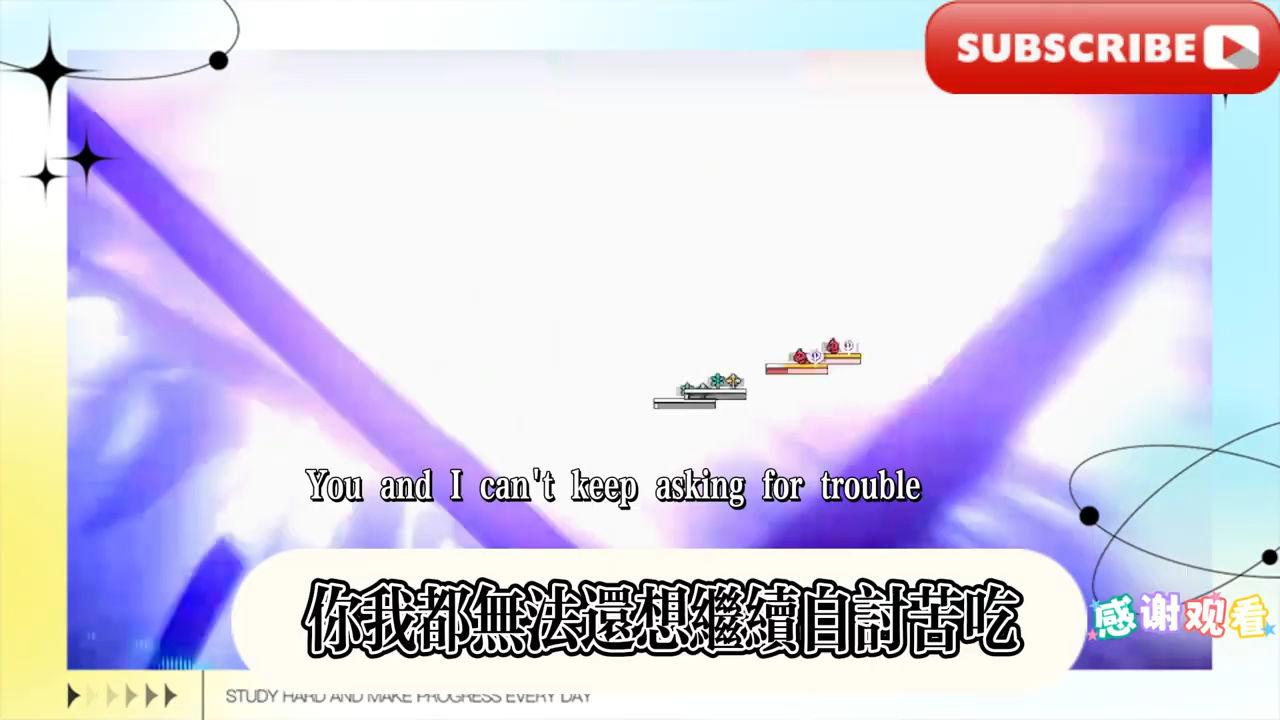 SUBSCRIBE
You and I can't keep asking for trouble
你我都無法還想繼續自討苦吃
感谢观看
STUDY HARD AND MAKE PROGRESS EVERY DAY